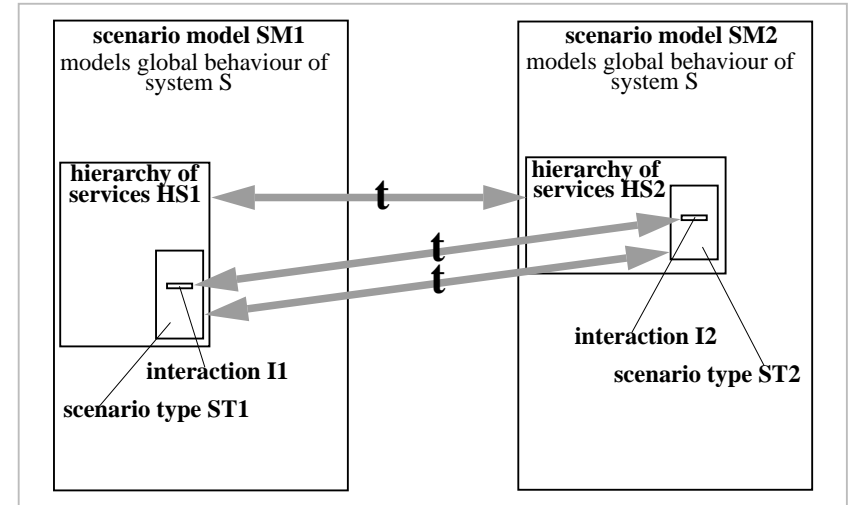 scenario model SM1
models global behaviour of
system S
hierarchy of
services HS1
interaction I1
scenario type ST1
t
t
t
scenario model SM2
models global behaviour of
system S
hierarchy of
services HS2
interaction I2
scenario type ST2